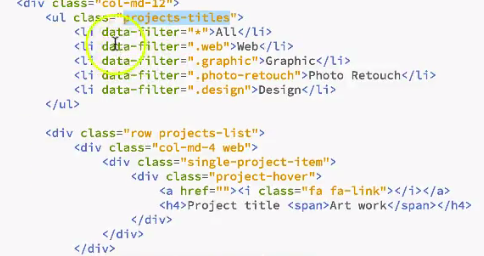 <div class="col-md-12">
<ul class="projects-titles">
<li data-filter="*">All</li>
<li data-filter=".web">Web</li>
<li data-filter=".graphic">Graphic</li>
<li data-filter=".photo-retouch">Photo Retouch</li>
<li data-filter=".design">Design</li>
</ul>
<div class="row projects-list">
<div class="col-md-4 web">
<div class="single-project-item">
<div class="project-hover">
<a href=""><i class="fa fa-link"></i></a>
<h4>Project title <span>Art work</span></h4>
</div>
</div>
</div>